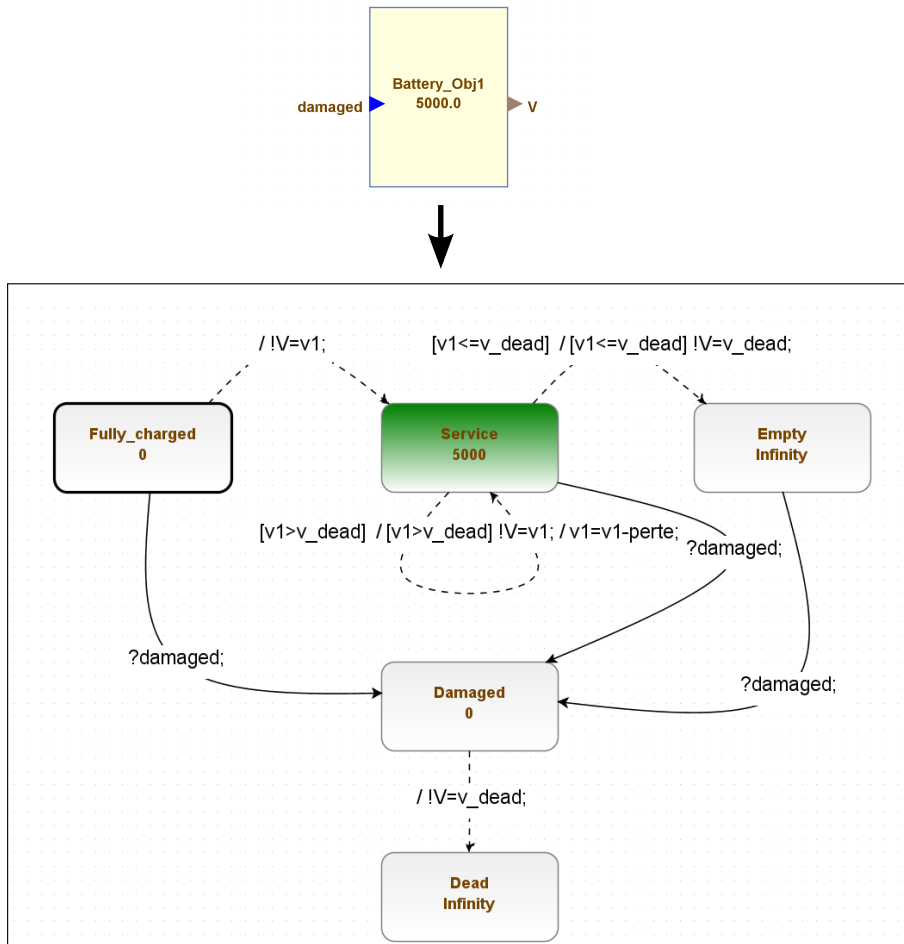 Battery_Obj1
5000.0
damaged
V
/ !V=v1;
[v1<=v_dead] / [v1<=v_dead] !V=v_dead;
Fully_charged
0
Service
5000
Empty
Infinity
[v1>v_dead] / [v1>v_dead] !V=v1; / v1=v1-perte;
?damaged;
?damaged;
?damaged;
Damaged
0
/ !V=v_dead;
Dead
Infinity